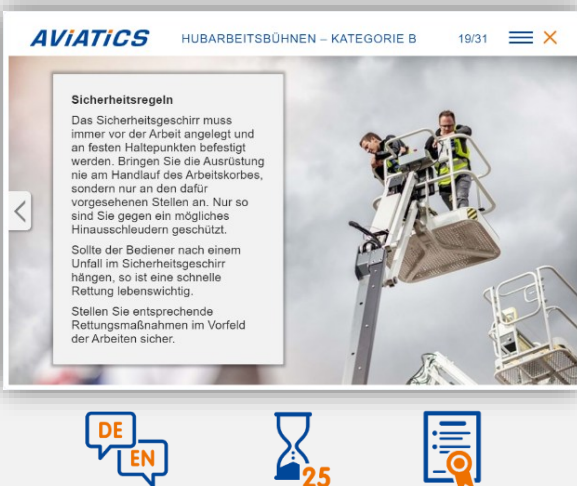 AViATiCS
HUBARBEITSBÜHNEN – KATEGORIE B
19/31
Sicherheitsregeln
Das Sicherheitsgeschirr muss
immer vor der Arbeit angelegt und
an festen Haltepunkten befestigt
werden. Bringen Sie die Ausrüstung
nie am Handlauf des Arbeitskorbes,
sondern nur an den dafür
vorgesehenen Stellen an. Nur so
sind Sie gegen ein mögliches
Hinausschleudern geschützt.
Sollte der Bediener nach einem
Unfall im Sicherheitsgeschirr
hängen, so ist eine schnelle
Rettung lebenswichtig.
Stellen Sie entsprechende
Rettungsmaßnahmen im Vorfeld
der Arbeiten sicher.
DE
EN
25